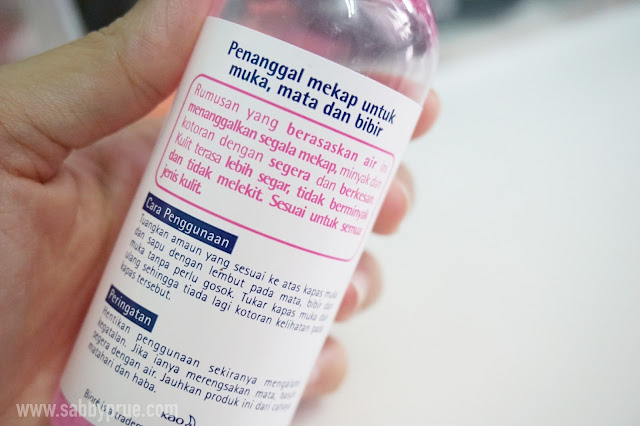 Penanggal mekap untuk
muka, mata dan bibir
Rumusan yang berasaskan air ini
menanggalkan segala mekap, minyak dan
kotoran dengan segera dan berkesan.
Kulit terasa lebih segar, tidak berminyak
dan tidak melekit. Sesuai untuk semua
jenis kulit.
Cara Penggunaan
Tuangkan amaun yang sesuai ke atas kapas muka
dan sapu dengan lembut pada mata, bibir dan
muka tanpa perlu gosok. Tukar kapas muka dan
ulang sehingga tiada lagi kotoran kelihatan pada
kapas tersebut.
Peringatan
Hentikan penggunaan sekiranya mengalami
kegatalan. Jika ianya merengsakan mata, basuh
segera dengan air. Jauhkan produk ini dari cahaya
matahari dan haba.
Kao
www.sabbyprue.com